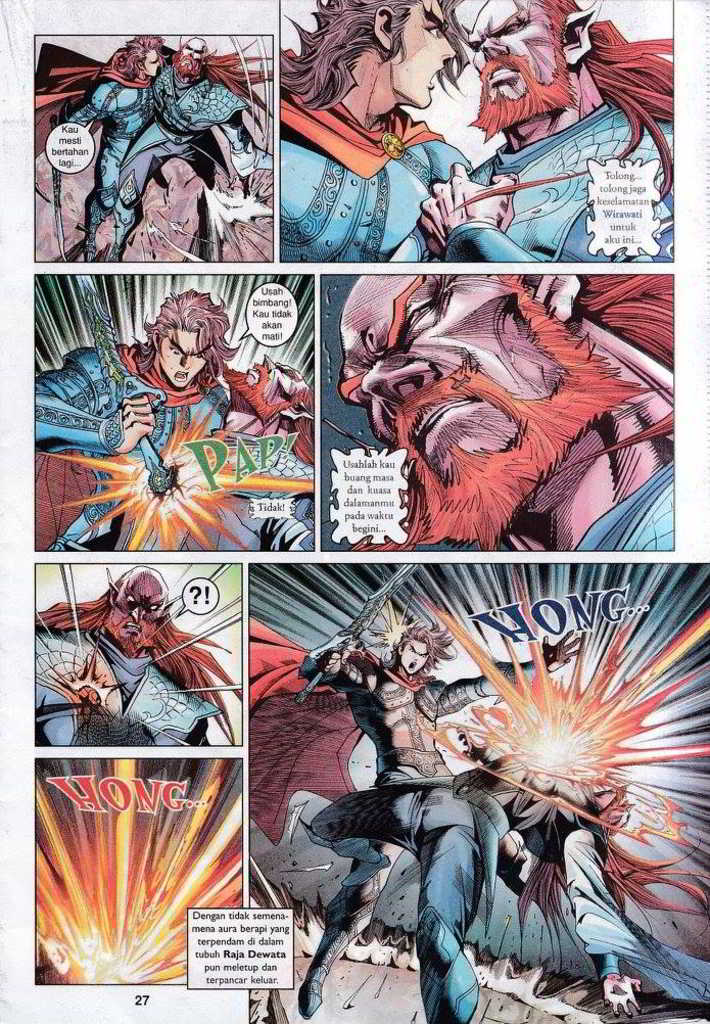 Kau
mesti
bertahan
lagi...
Tolong...
tolong jaga
keselamatan
Wirawati
untuk
aku ini...
Usah
bimbang!
Kau tidak
akan
mati!
PAP!
Tidak!
Usahlah kau
buang masa
dan kuasa
dalamanmu
pada waktu
begini...
?!
HONG...
HONG...
Dengan tidak semena-
mena aura berapi yang
terpendam di dalam
tubuh Raja Dewata
pun meletup dan
terpancar keluar.
27